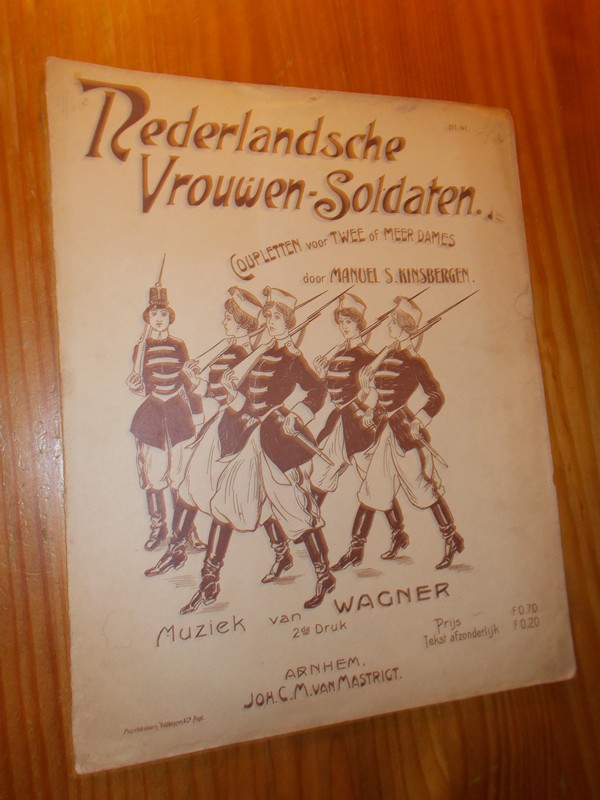 Nederlandsche
Vrouwen-Soldaten.
COUPLETTEN voor TWEE of MEER DAMES
door MANUEL S. KINSBERGEN.
Muziek van WAGNER
2de Druk
Prijs f 0,70
Tekst afzonderlijk f 0,20
ARNHEM,
JOH. C. M. VAN MASTRIGT.